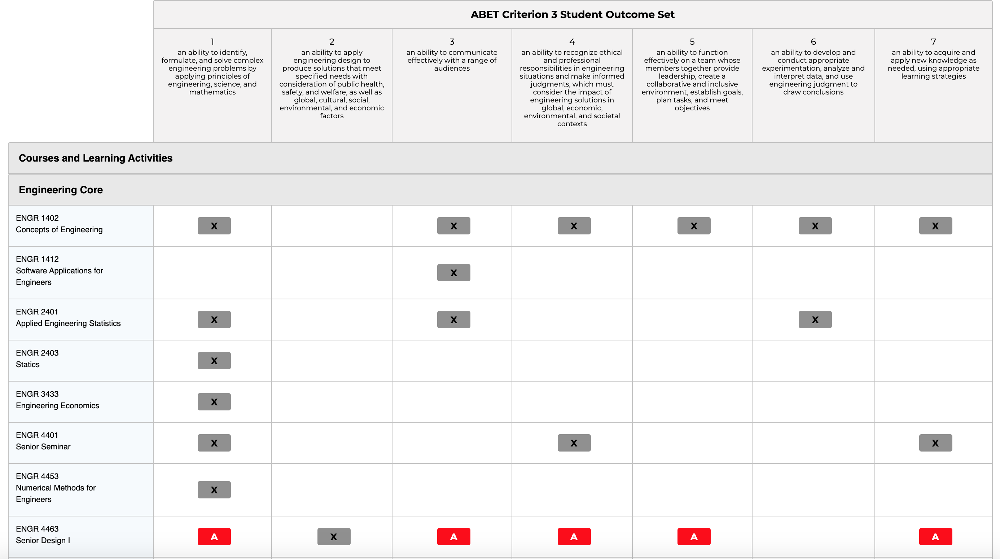 ABET Criterion 3 Student Outcome Set
1
an ability to identify,
formulate, and solve complex
engineering problems by
applying principles of
engineering, science, and
mathematics
2
an ability to apply
engineering design to
produce solutions that meet
specified needs with
consideration of public health,
safety, and welfare, as well as
global, cultural, social,
environmental, and economic
factors
3
an ability to communicate
effectively with a range of
audiences
4
an ability to recognize ethical
and professional
responsibilities in engineering
situations and make informed
judgments, which must
consider the impact of
engineering solutions in
global, economic,
environmental, and societal
contexts
5
an ability to function
effectively on a team whose
members together provide
leadership, create a
collaborative and inclusive
environment, establish goals,
plan tasks, and meet
objectives
6
an ability to develop and
conduct appropriate
experimentation, analyze and
interpret data, and use
engineering judgment to
draw conclusions
7
an ability to acquire and
apply new knowledge as
needed, using appropriate
learning strategies
Courses and Learning Activities
Engineering Core
ENGR 1402
Concepts of Engineering
X X X X X X
ENGR 1412
Software Applications for
Engineers
X
ENGR 2401
Applied Engineering Statistics
X X X
ENGR 2403
Statics
X
ENGR 3433
Engineering Economics
X
ENGR 4401
Senior Seminar
X X X
ENGR 4453
Numerical Methods for
Engineers
X
ENGR 4463
Senior Design I
A X A A A A